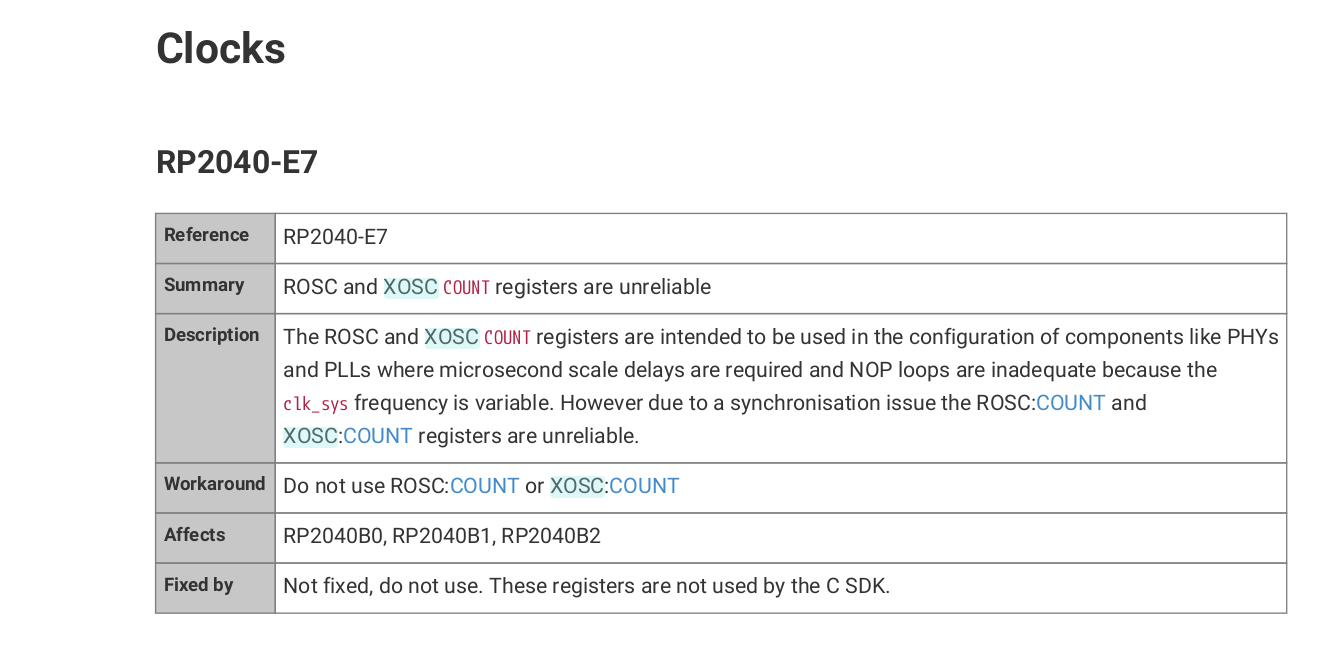 Clocks
RP2040-E7
Reference RP2040-E7
Summary ROSC and XOSC COUNT registers are unreliable
Description The ROSC and XOSC COUNT registers are intended to be used in the configuration of components like PHYs
and PLLs where microsecond scale delays are required and NOP loops are inadequate because the
clk_sys frequency is variable. However due to a synchronisation issue the ROSC:COUNT and
XOSC:COUNT registers are unreliable.
Workaround Do not use ROSC:COUNT or XOSC:COUNT
Affects RP2040B0, RP2040B1, RP2040B2
Fixed by Not fixed, do not use. These registers are not used by the C SDK.